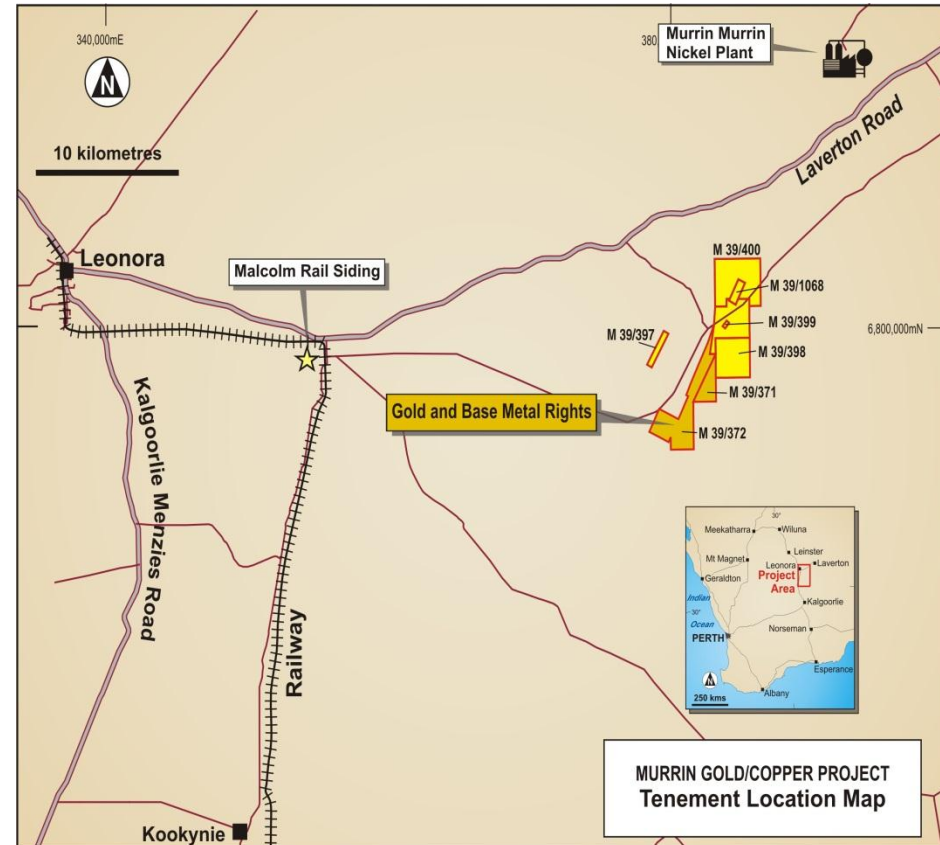 340,000mE
380
Murrin Murrin
Nickel Plant
N
10 kilometres
Laverton Road
Leonora
Malcolm Rail Siding
M 39/400
M 39/1068
M 39/399
6,800,000mN
M 39/397
M 39/398
M 39/371
Gold and Base Metal Rights
M 39/372
Kalgoorlie Menzies Road
Railway
30°
Meekatharra
Wiluna
Leinster
Mt Magnet
Leonora
Laverton
Geraldton
Project
Area
Indian
Ocean
30°
Kalgoorlie
PERTH
Norseman
Esperance
N
Albany
250 kms
MURRIN GOLD/COPPER PROJECT
Tenement Location Map
Kookynie